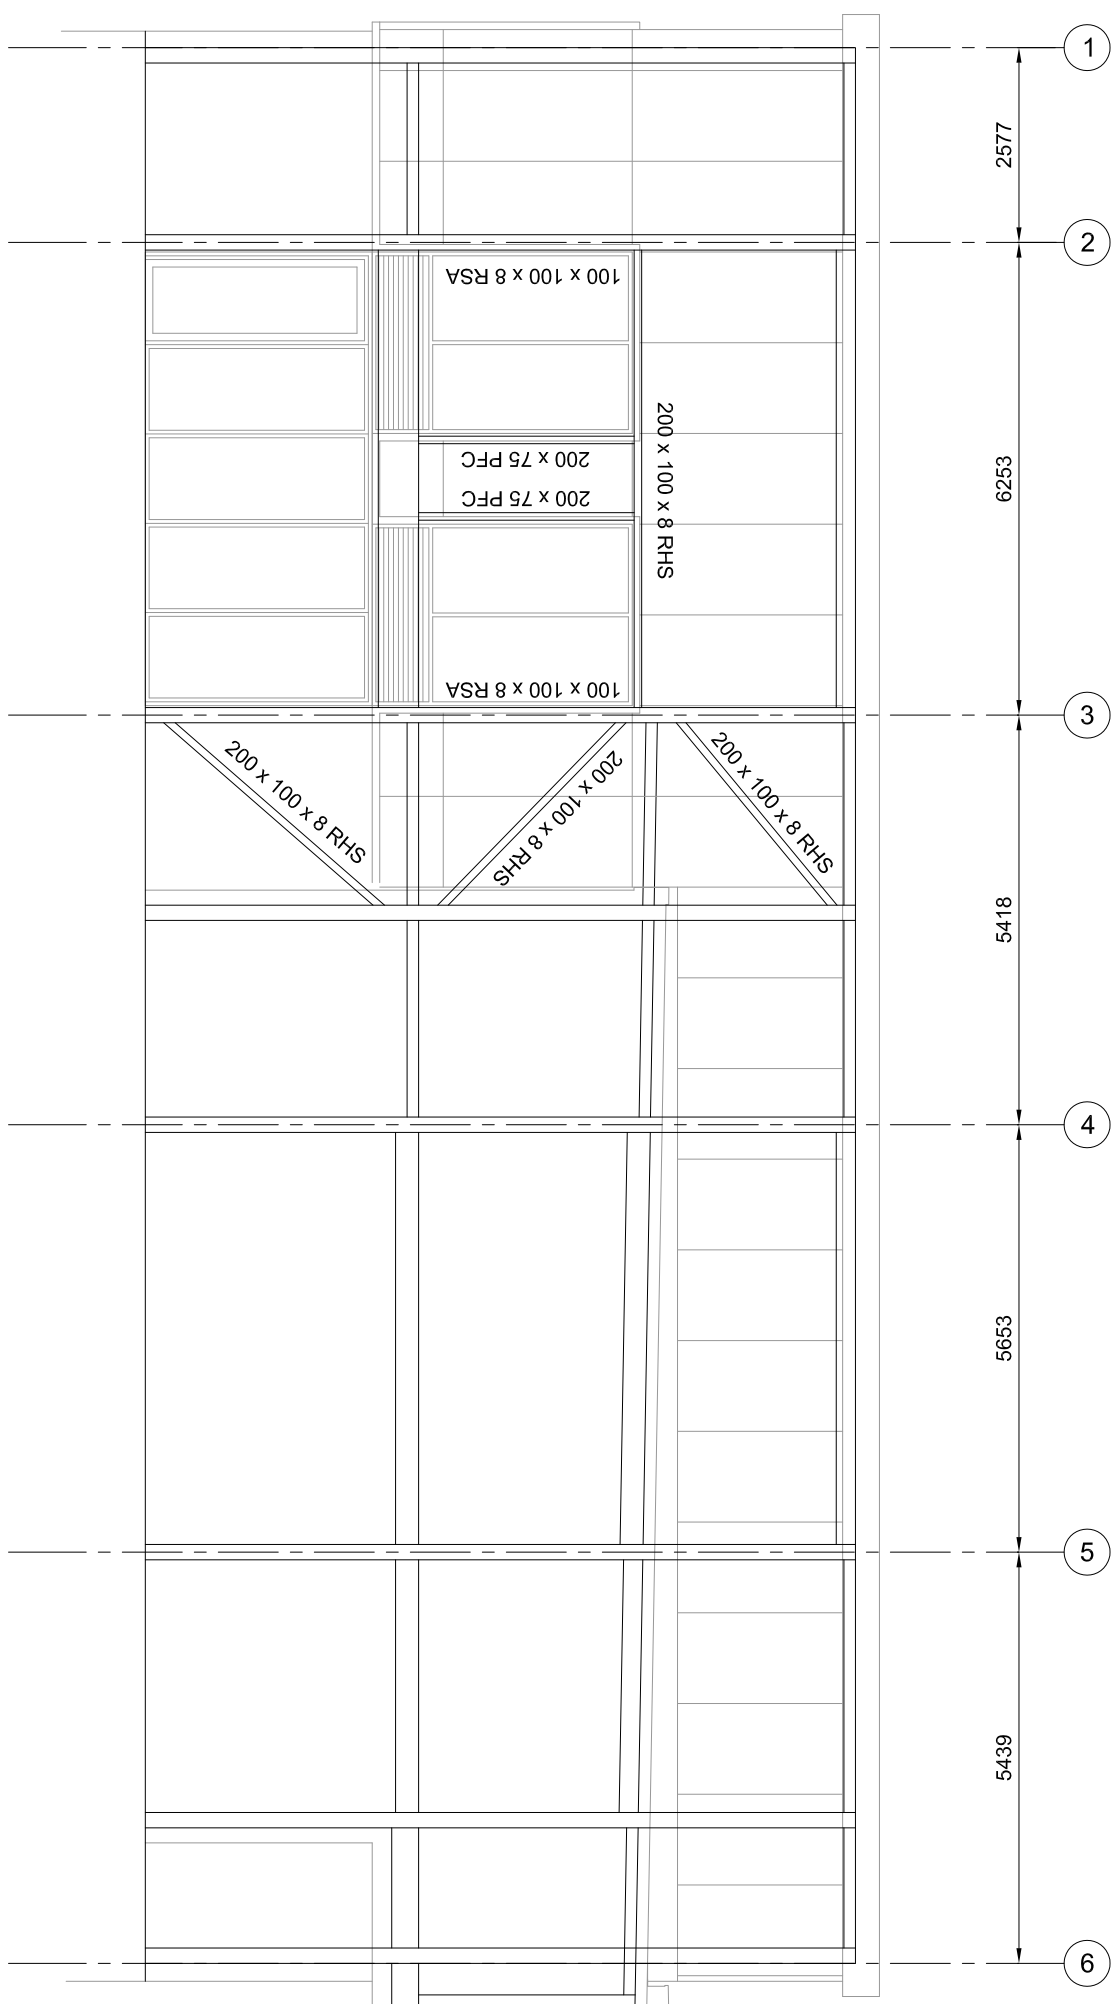 1
2577
2
100 x 100 x 8 RSA
200 x 100 x 8 RHS
200 x 75 PFC
200 x 75 PFC
6253
100 x 100 x 8 RSA
3
200 x 100 x 8 RHS
200 x 100 x 8 RHS
200 x 100 x 8 RHS
5418
4
5653
5
5439
6